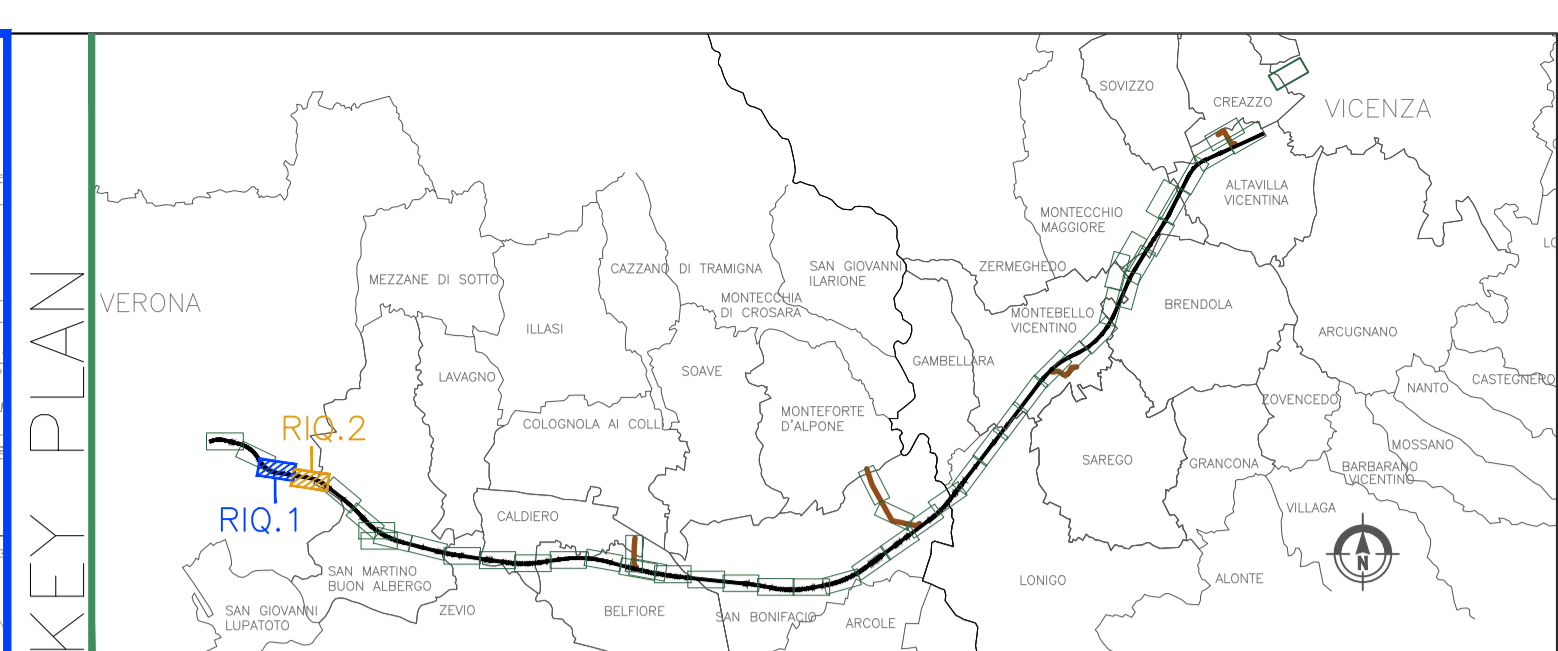 KEY PLAN
SOVIZZO
CREAZZO
VICENZA
ALTAVILLA
VICENTINA
MONTECCHIO
MAGGIORE
MEZZANE DI SOTTO
CAZZANO DI TRAMIGNA
SAN GIOVANNI
ILARIONE
ZERMEGHEDO
VERONA
MONTECCHIA
DI CROSARA
BRENDOLA
ILLASI
MONTEBELLO
VICENTINO
ARCUGNANO
GAMBELLARA
LAVAGNO
SOAVE
CASTEGNERO
NANTO
ZOVENCEDO
RIQ.2
COLOGNOLA AI COLL
MONTEFORTE
D'ALPONE
MOSSANO
SAREGO
GRANCONA
BARBARANO
VICENTINO
RIQ.1
CALDIERO
VILLAGA
N
SAN MARTINO
BUON ALBERGO
LONIGO
ALONTE
SAN GIOVANNI
LUPATOTO
ZEVIO
BELFIORE
SAN BONIFACIO
ARCOLE